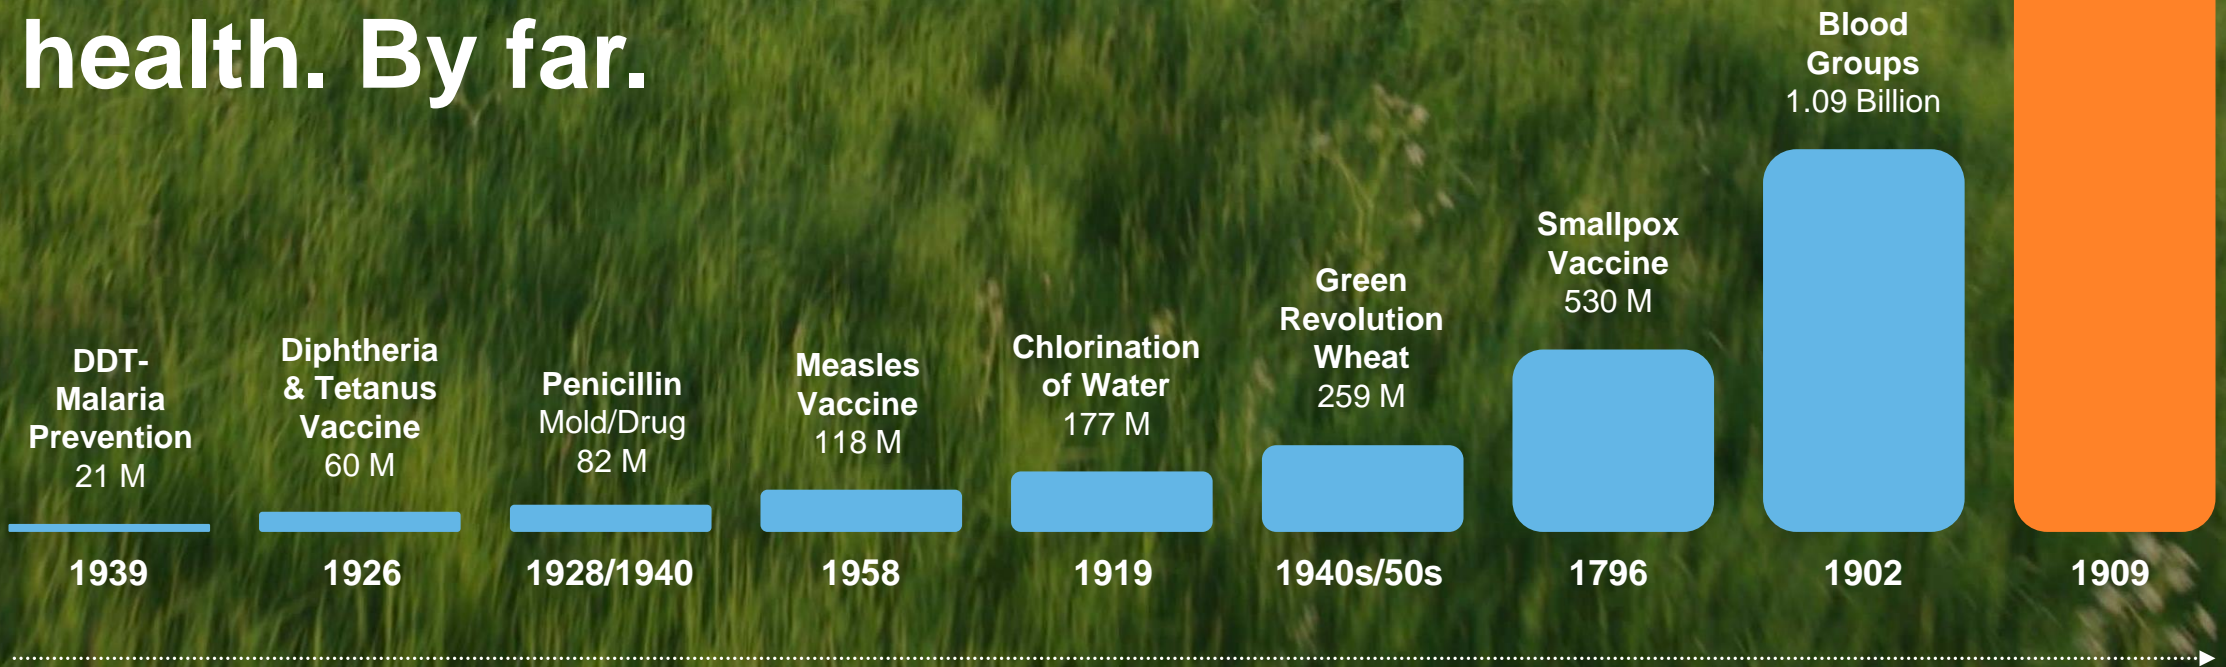 health. By far.
DDT-
Malaria
Prevention
21 M
Diphtheria
& Tetanus
Vaccine
60 M
Penicillin
Mold/Drug
82 M
Measles
Vaccine
118 M
Chlorination
of Water
177 M
Green
Revolution
Wheat
259 M
Smallpox
Vaccine
530 M
Blood
Groups
1.09 Billion
1939
1926
1928/1940
1958
1919
1940s/50s
1796
1902
1909